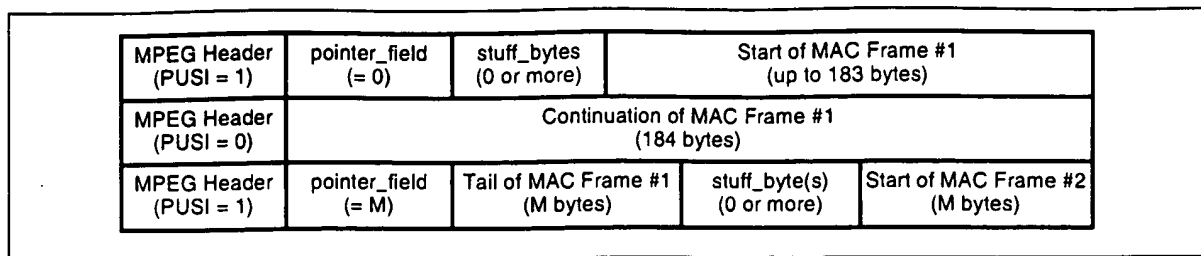 MPEG Header
(PUSI = 1)
pointer_field
(= 0)
stuff_bytes
(0 or more)
Start of MAC Frame #1
(up to 183 bytes)
MPEG Header
(PUSI = 0)
Continuation of MAC Frame #1
(184 bytes)
MPEG Header
(PUSI = 1)
pointer_field
(= M)
Tail of MAC Frame #1
(M bytes)
stuff_byte(s)
(0 or more)
Start of MAC Frame #2
(M bytes)